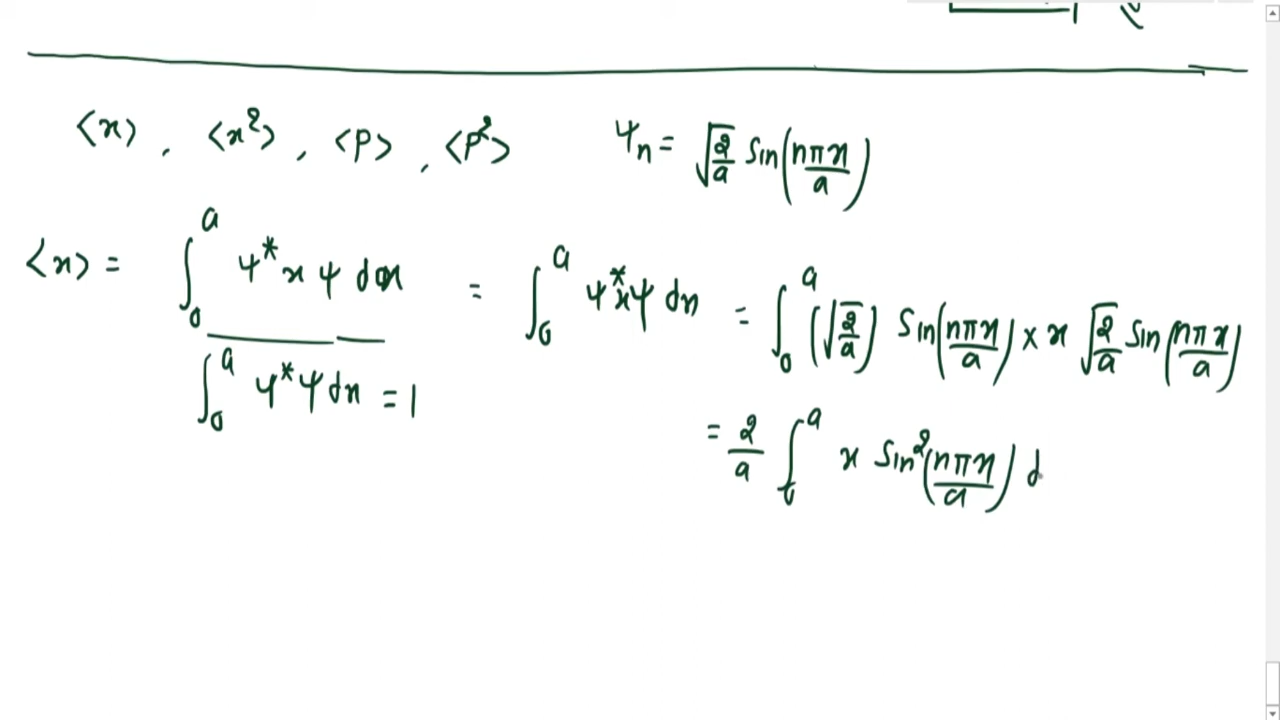 <x> , <x²> , <P> , <P²> ψₙ = √(2/a) Sin(nπx/a)
<x> = ∫₀ᵃ ψ* x ψ dx / ∫₀ᵃ ψ* ψ dx = 1 = ∫₀ᵃ ψ* x ψ dx = ∫₀ᵃ (√(2/a)) Sin(nπx/a) × x √(2/a) Sin(nπx/a)
= 2/a ∫₀ᵃ x Sin²(nπx/a) d